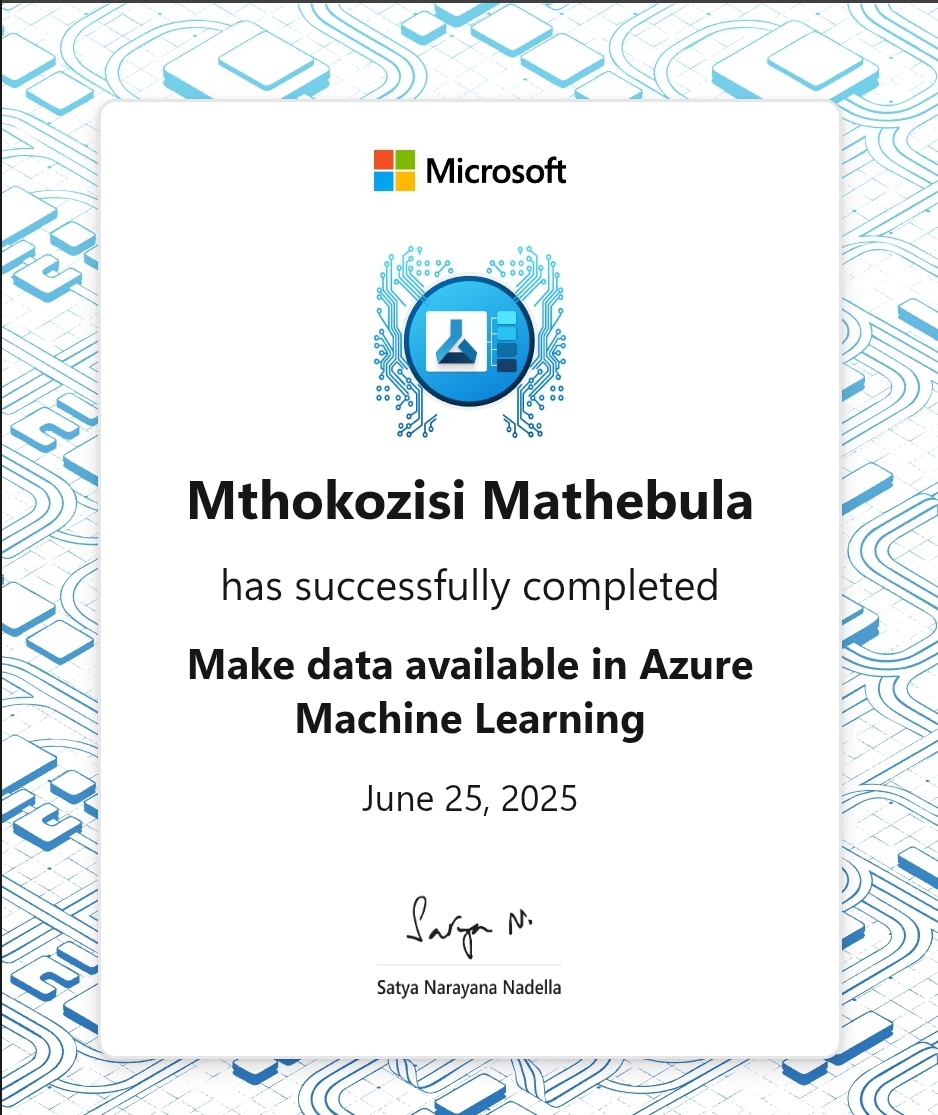 Microsoft
Mthokozisi Mathebula
has successfully completed
Make data available in Azure
Machine Learning
June 25, 2025
Satya N.
Satya Narayana Nadella